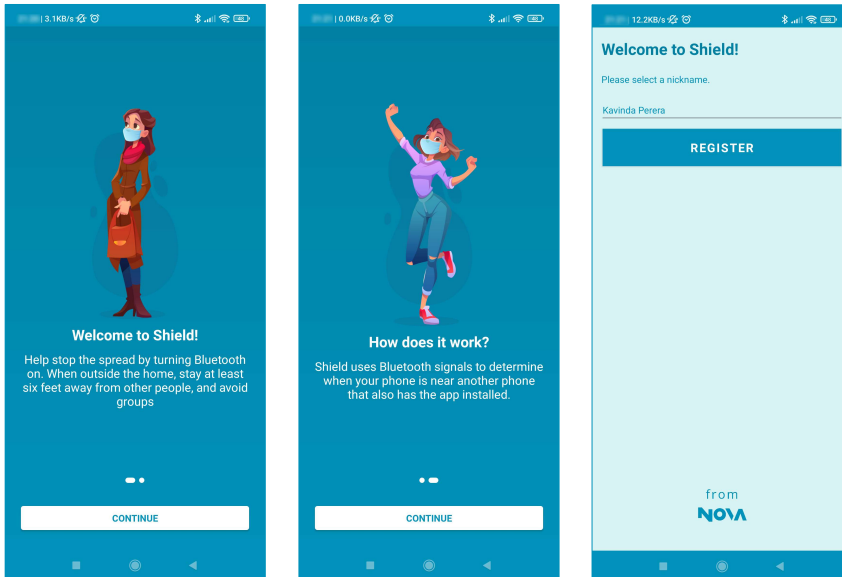 | 3.1KB/s
Welcome to Shield!
Help stop the spread by turning Bluetooth
on. When outside the home, stay at least
six feet away from other people, and avoid
groups
CONTINUE
| 0.0KB/s
How does it work?
Shield uses Bluetooth signals to determine
when your phone is near another phone
that also has the app installed.
CONTINUE
| 12.2KB/s
Welcome to Shield!
Please select a nickname.
Kavinda Perera
REGISTER
from
NOVA